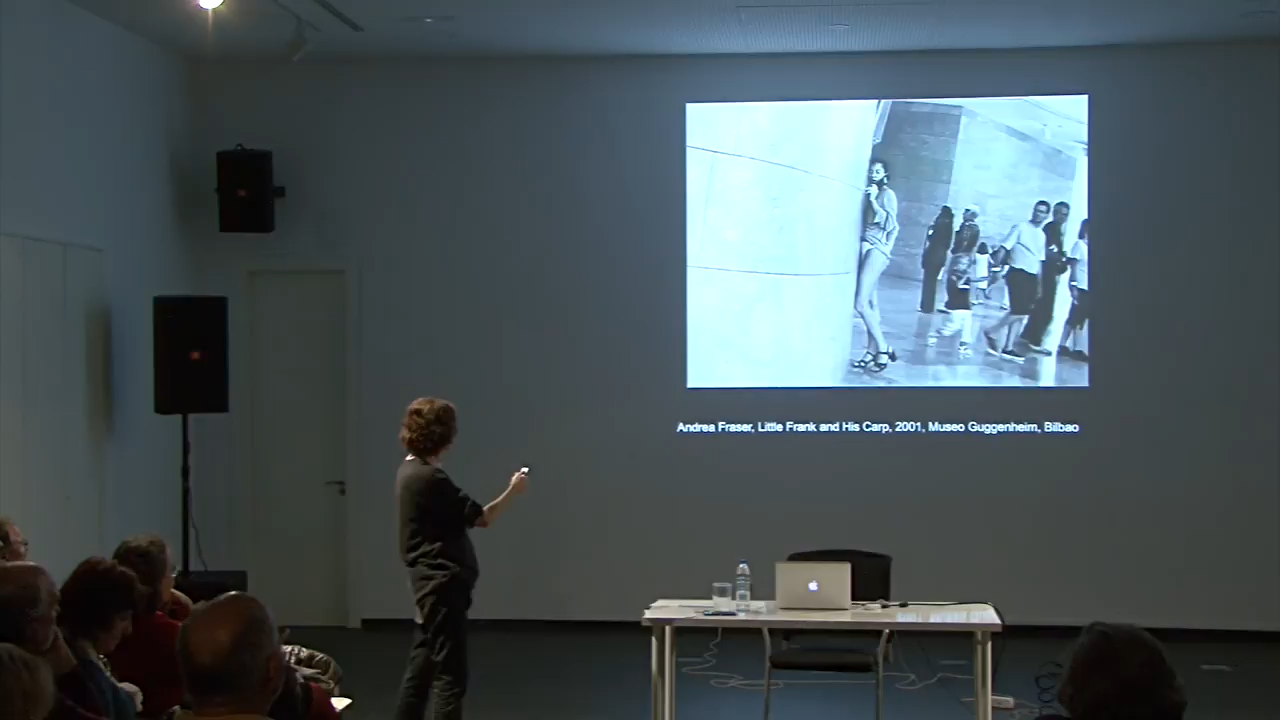 Andrea Fraser, Little Frank and His Carp, 2001, Museo Guggenheim, Bilbao